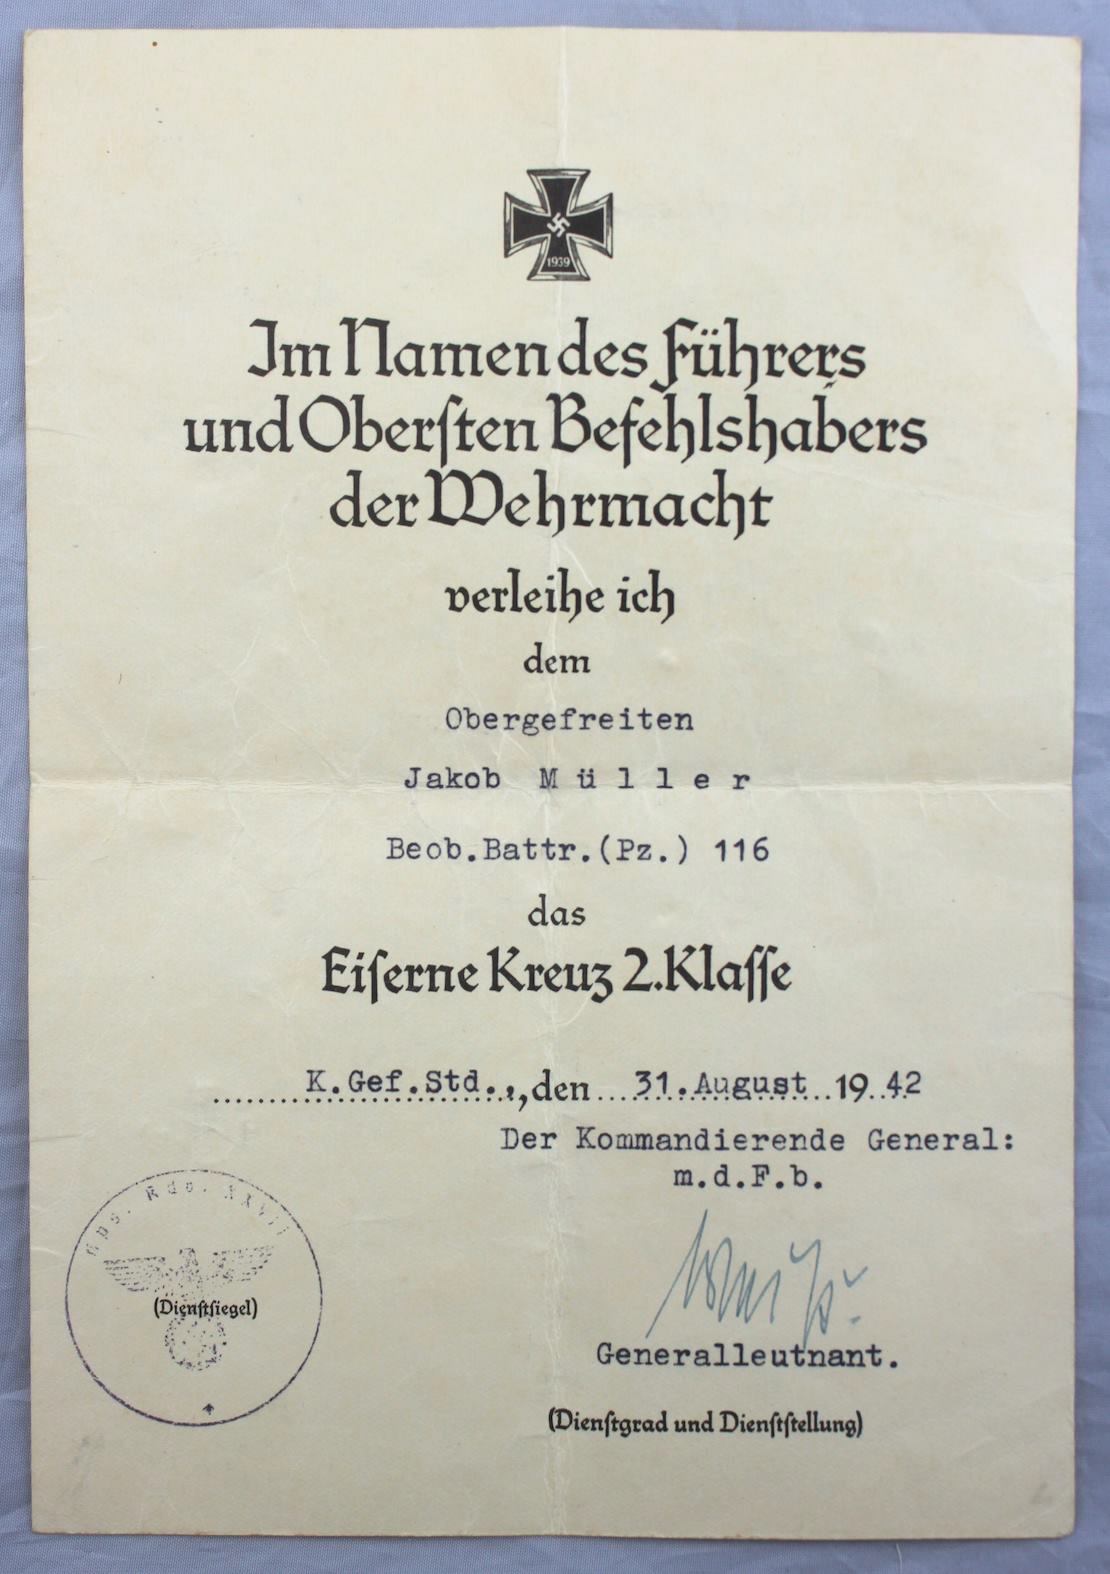 1939
Im Namen des Führers
und Oberſten Befehlshabers
der Wehrmacht
verleihe ich
dem
Obergefreiten
Jakob M ü l l e r
Beob.Battr.(Pz.) 116
das
Eiſerne Kreuz 2.Klaſſe
K.Gef.Std., ,den 31.August 1942
Der Kommandierende General:
m.d.F.b.
Generalleutnant.
(Dienſtſiegel)
(Dienſtgrad und Dienſtſtellung)